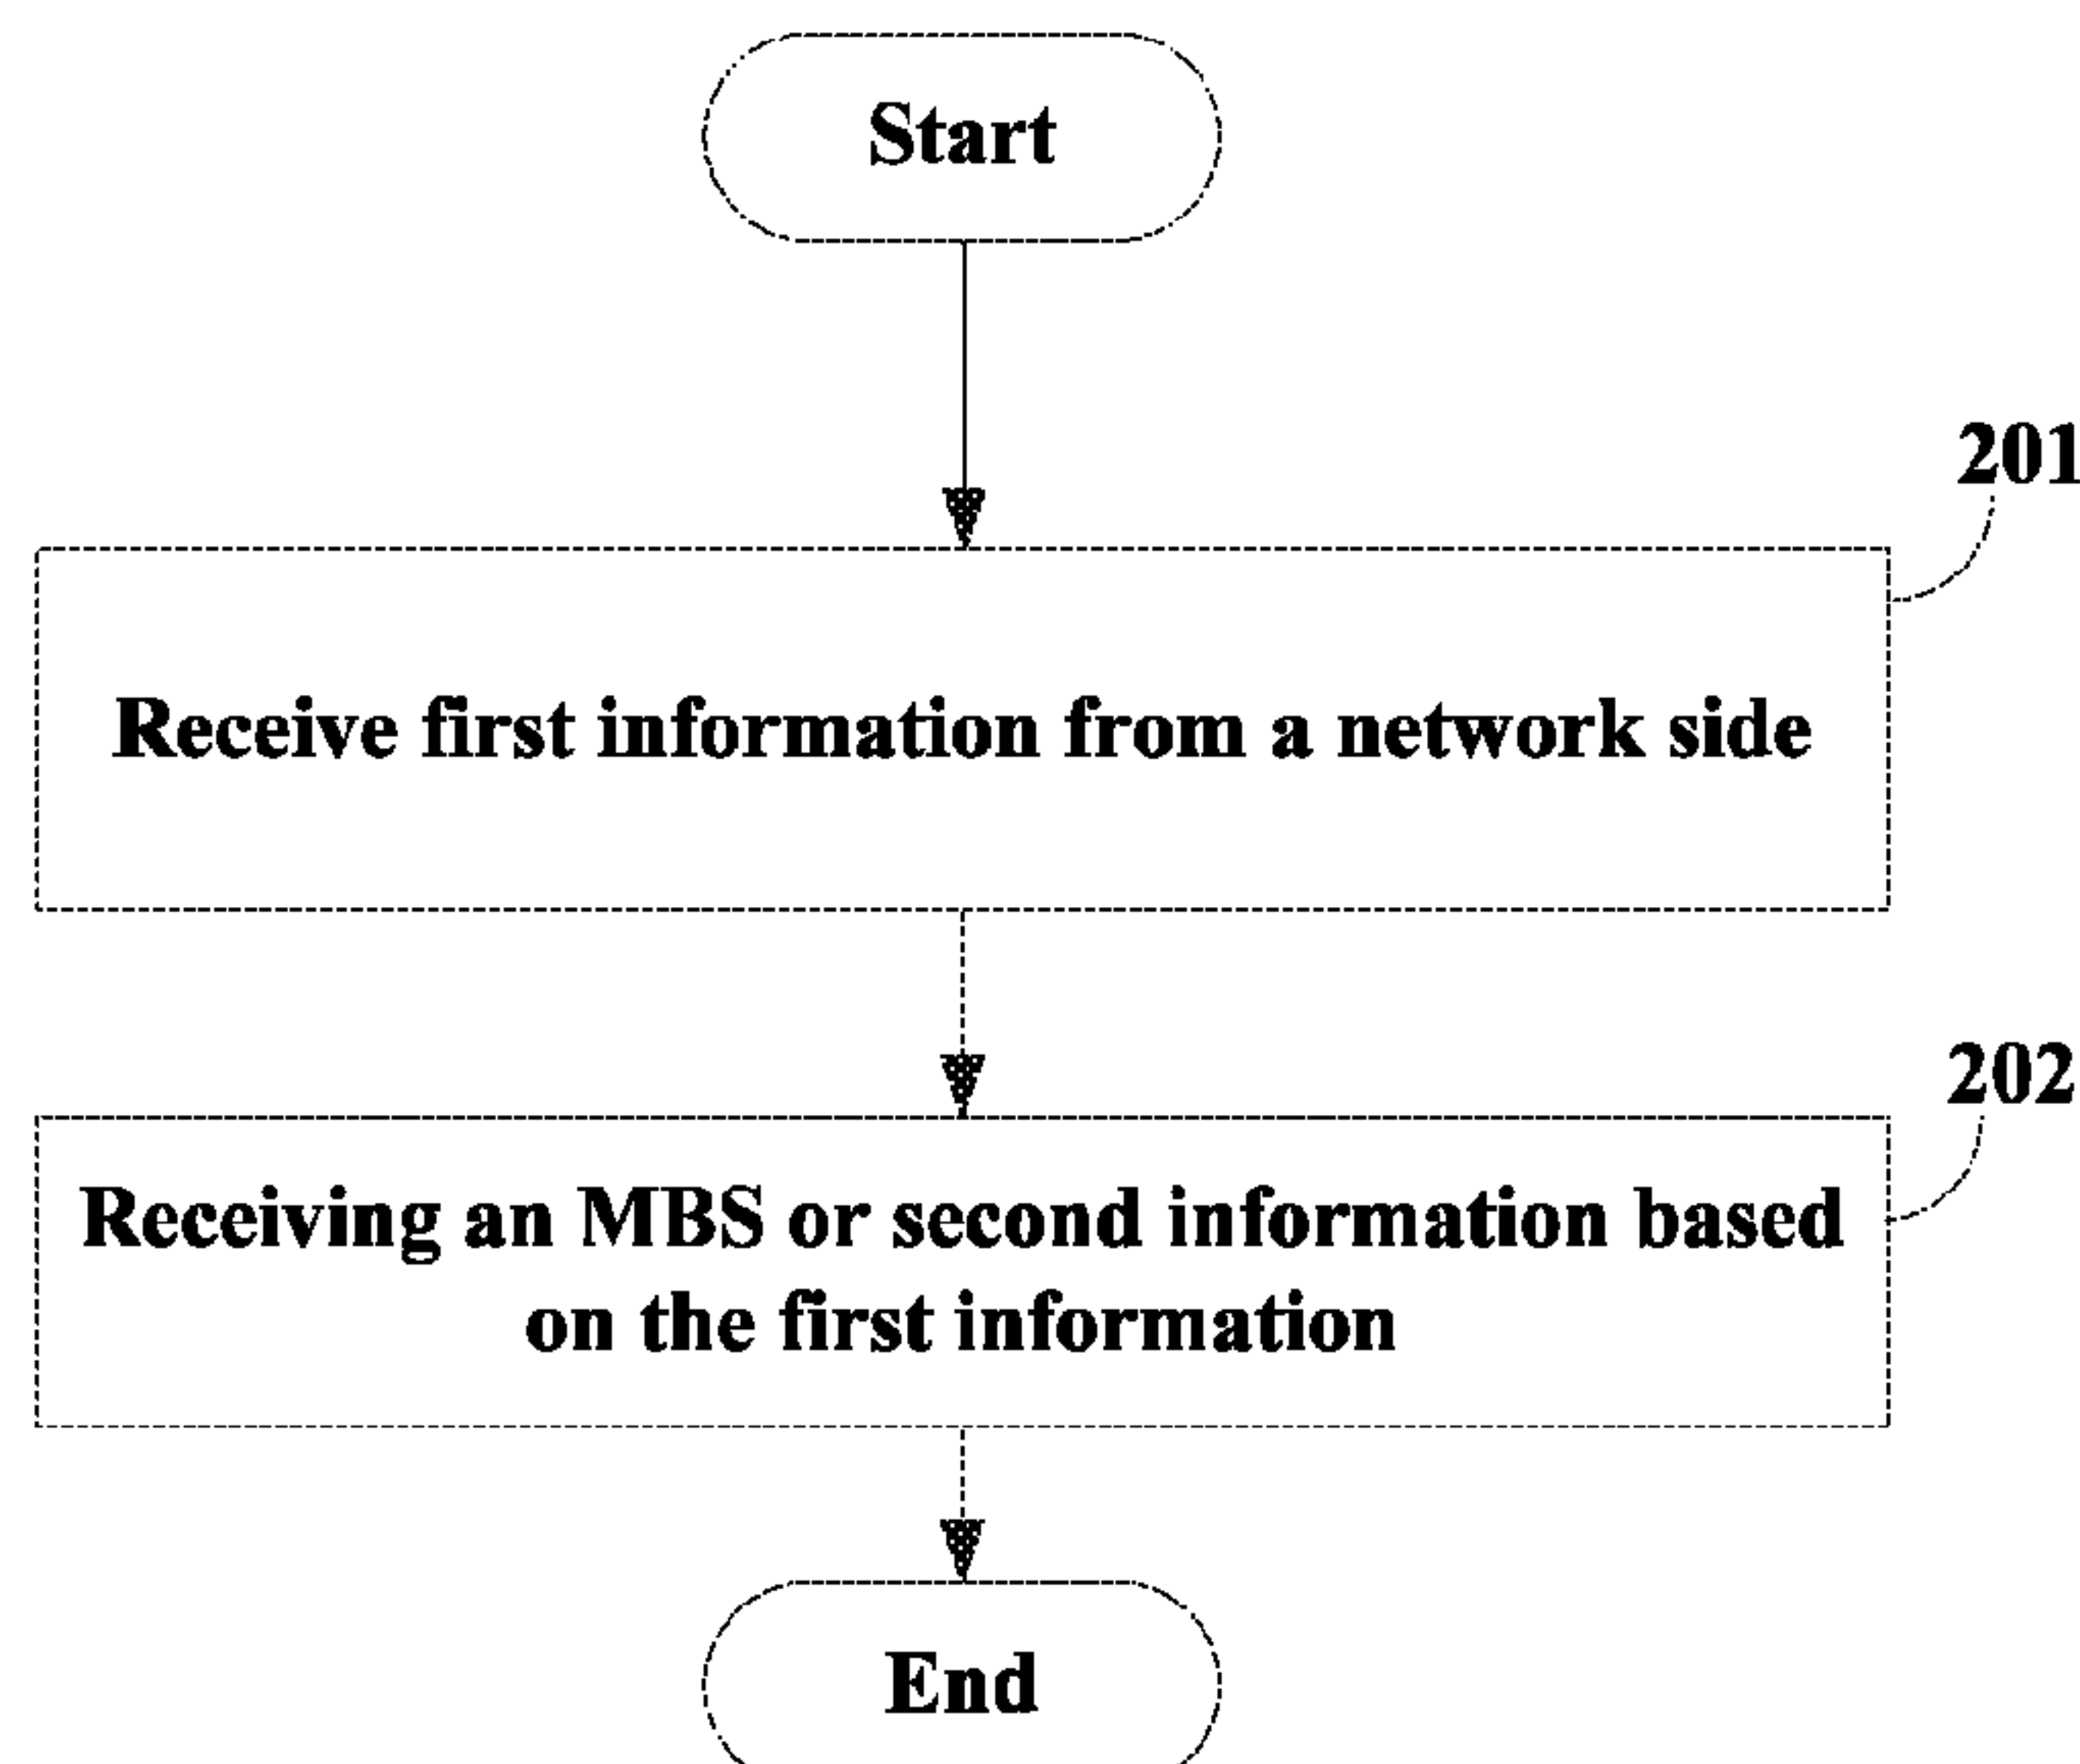 Start
201
Receive first information from a network side
202
Receiving an MBS or second information based
on the first information
End